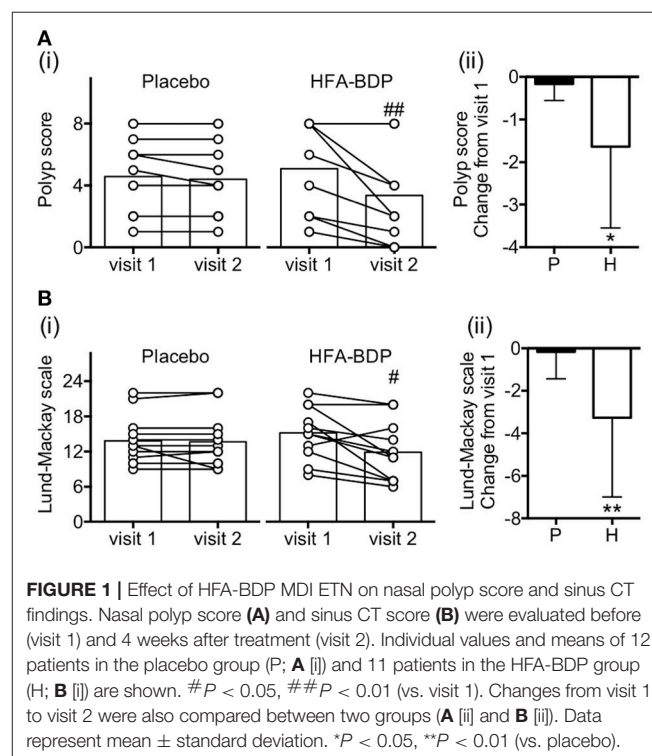 A
(i)
(ii)
Placebo
HFA-BDP
Polyp score
8
4
0
##
visit 1
visit 2
visit 1
visit 2
Polyp score
Change from visit 1
0
-1
-2
-3
-4
*
P
H
B
(i)
(ii)
Placebo
HFA-BDP
Lund-Mackay scale
24
18
12
6
0
#
visit 1
visit 2
visit 1
visit 2
Lund-Mackay scale
Change from visit 1
0
-2
-4
-6
-8
**
P
H
FIGURE 1 | Effect of HFA-BDP MDI ETN on nasal polyp score and sinus CT
findings. Nasal polyp score (A) and sinus CT score (B) were evaluated before
(visit 1) and 4 weeks after treatment (visit 2). Individual values and means of 12
patients in the placebo group (P; A [i]) and 11 patients in the HFA-BDP group
(H; B [i]) are shown. #P < 0.05, ##P < 0.01 (vs. visit 1). Changes from visit 1
to visit 2 were also compared between two groups (A [ii] and B [ii]). Data
represent mean ± standard deviation. *P < 0.05, **P < 0.01 (vs. placebo).